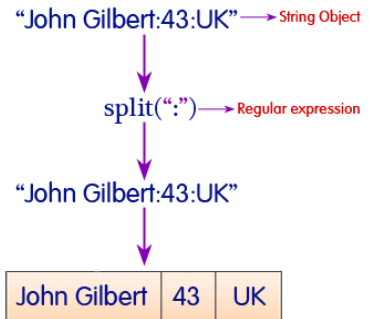 “John Gilbert:43:UK” String Object
split(“:”) Regular expression
“John Gilbert:43:UK”
John Gilbert 43 UK